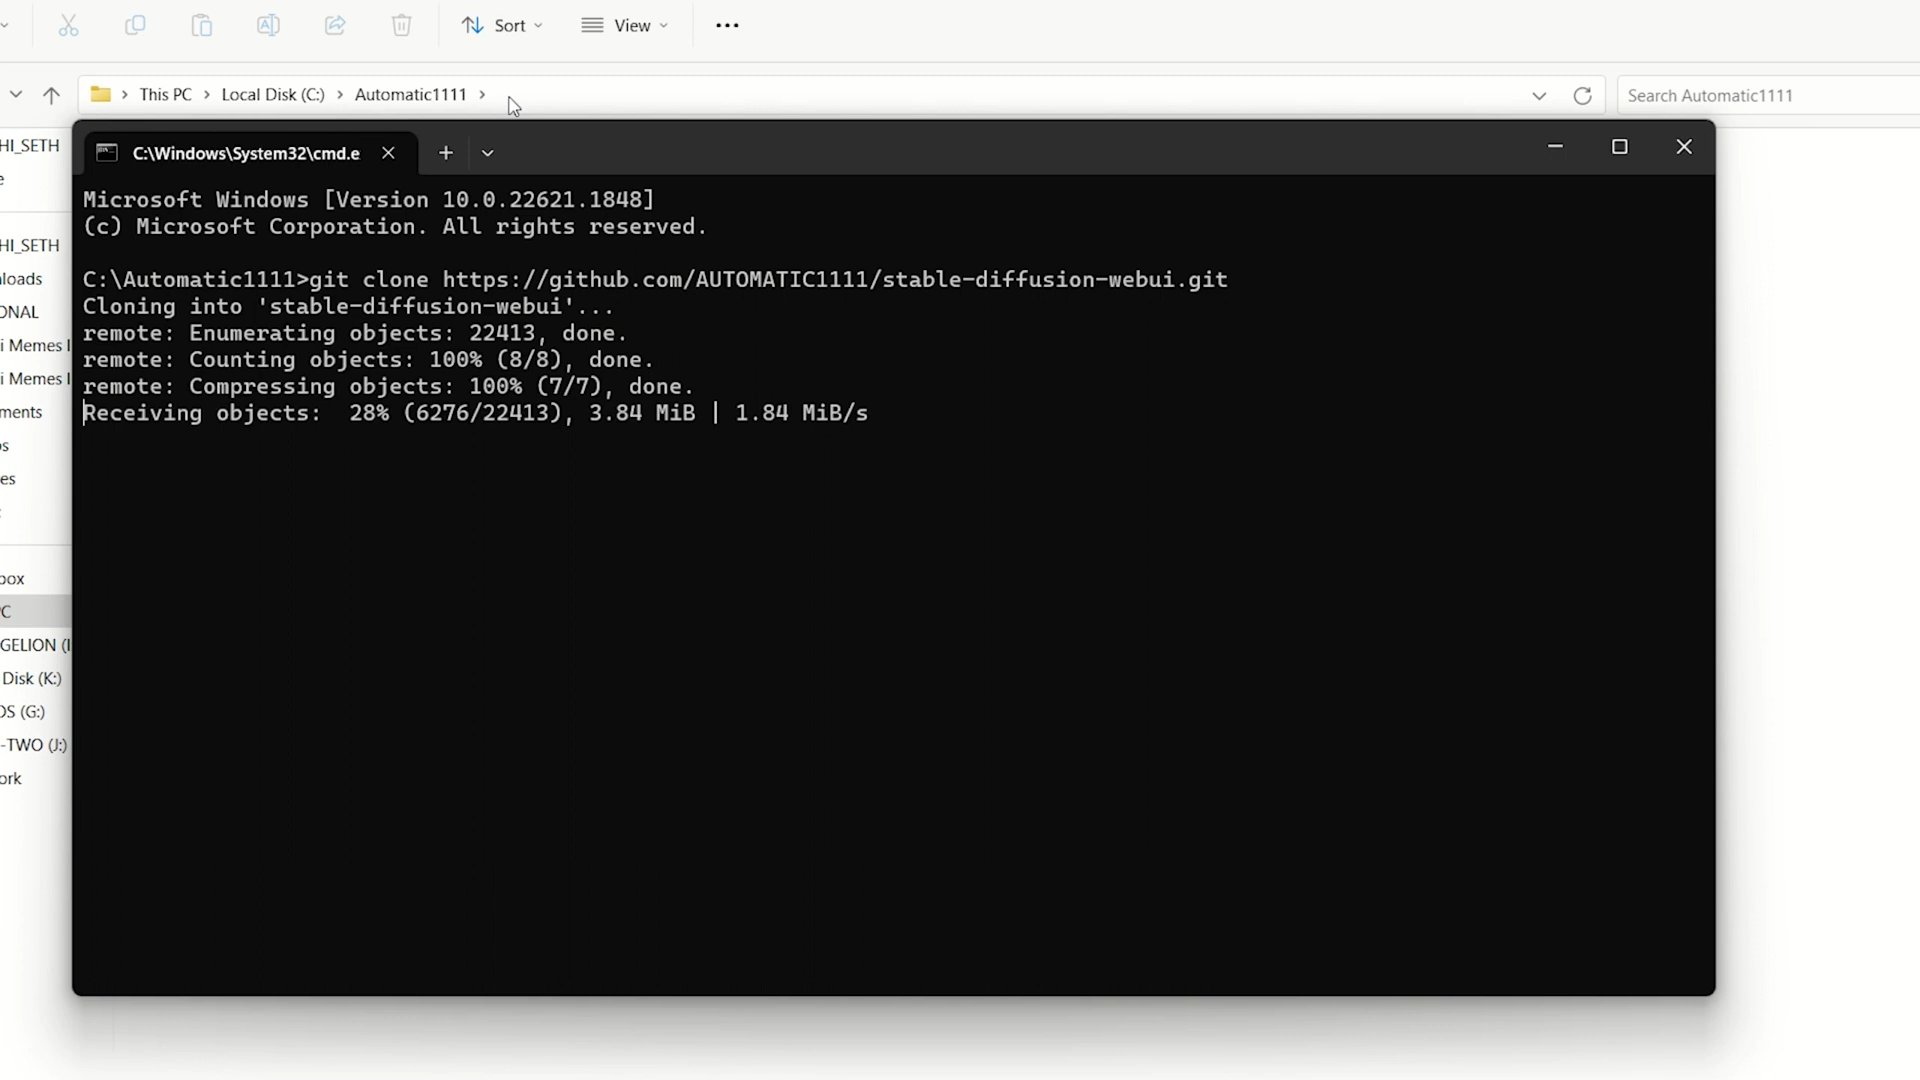 Sort
View
This PC
Local Disk (C:)
Automatic1111
Search Automatic1111
HI_SETH
e
C:\Windows\System32\cmd.e
Microsoft Windows [Version 10.0.22621.1848]
(c) Microsoft Corporation. All rights reserved.
HI_SETH
C:\Automatic1111>git clone https://github.com/AUTOMATIC1111/stable-diffusion-webui.git
loads
Cloning into 'stable-diffusion-webui'...
ONAL
remote: Enumerating objects: 22413, done.
i Memes
remote: Counting objects: 100% (8/8), done.
i Memes
remote: Compressing objects: 100% (7/7), done.
ments
Receiving objects:  28% (6276/22413), 3.84 MiB | 1.84 MiB/s
os
es
box
C
GELION (I
Disk (K:)
OS (G:)
-TWO (J:)
ork